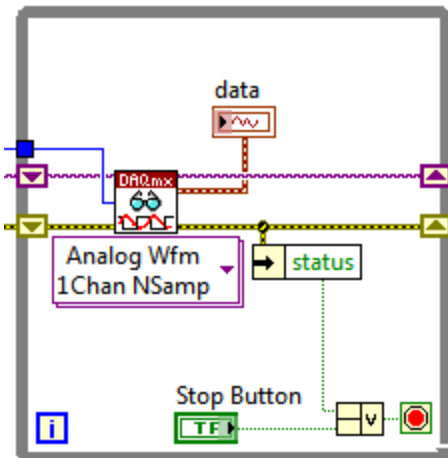 data
DAQmx
Analog Wfm
1Chan NSamp
status
Stop Button
TF
V
i